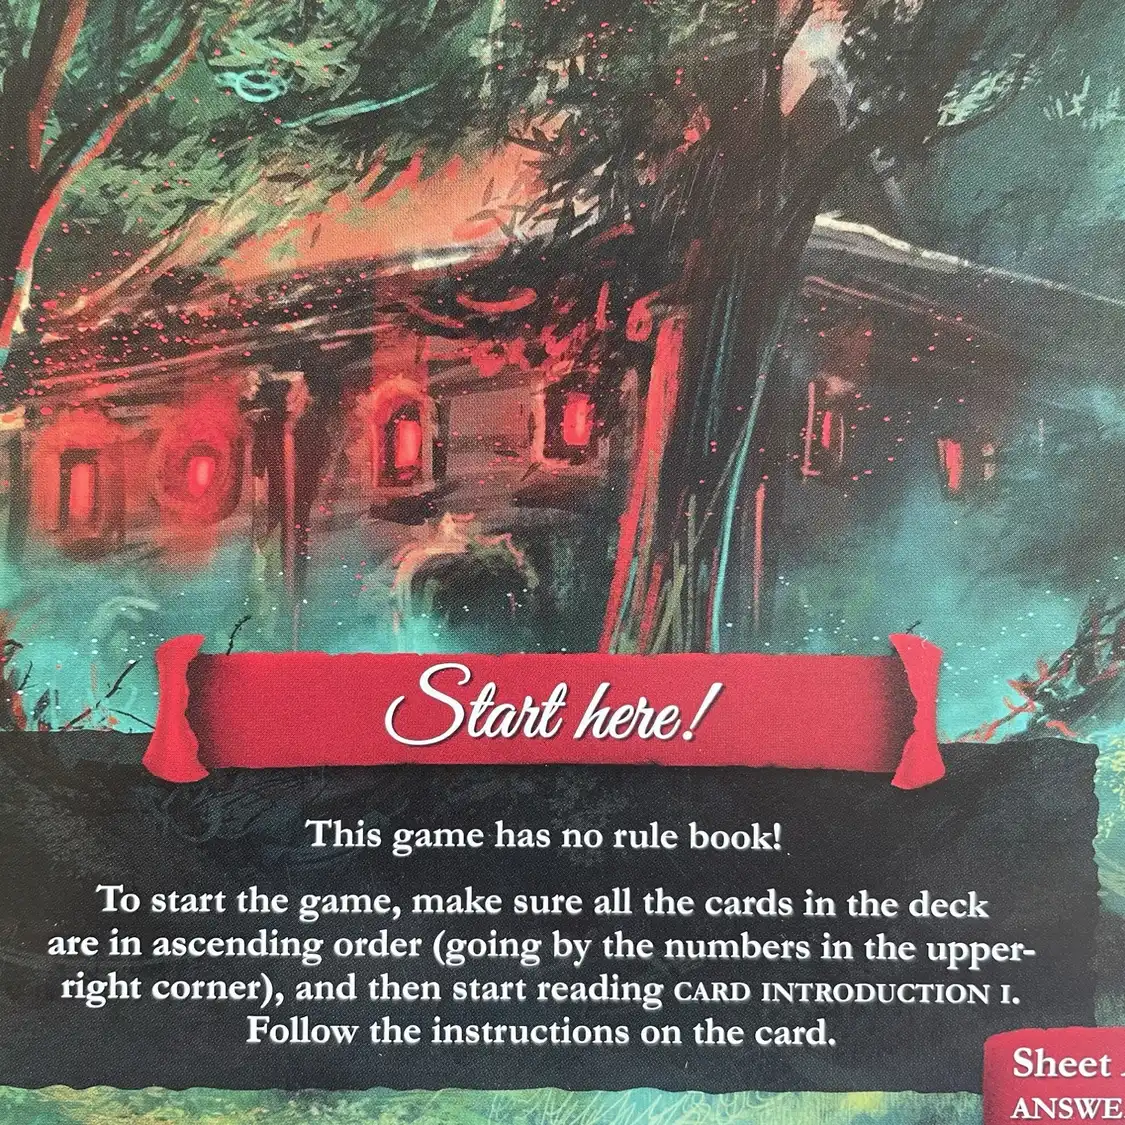 Start here!
This game has no rule book!
To start the game, make sure all the cards in the deck
are in ascending order (going by the numbers in the upper-
right corner), and then start reading CARD INTRODUCTION I.
Follow the instructions on the card.
Sheet